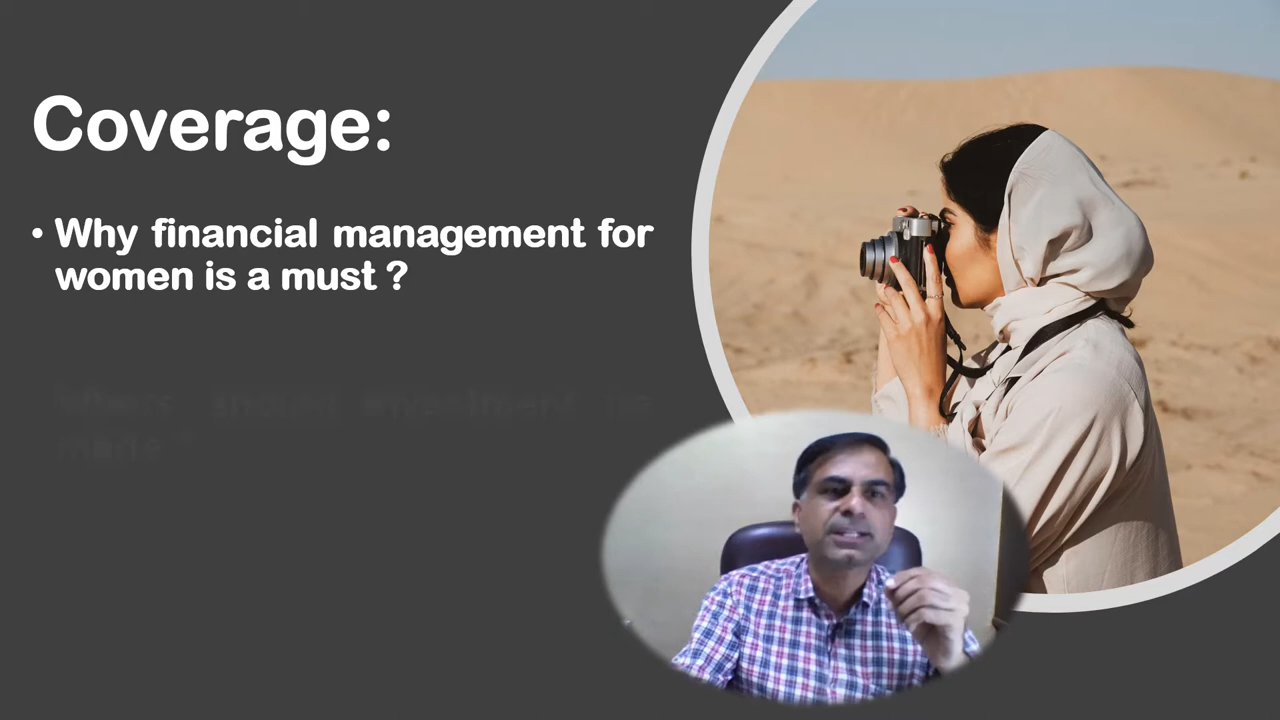 Coverage:
• Why financial management for
women is a must ?